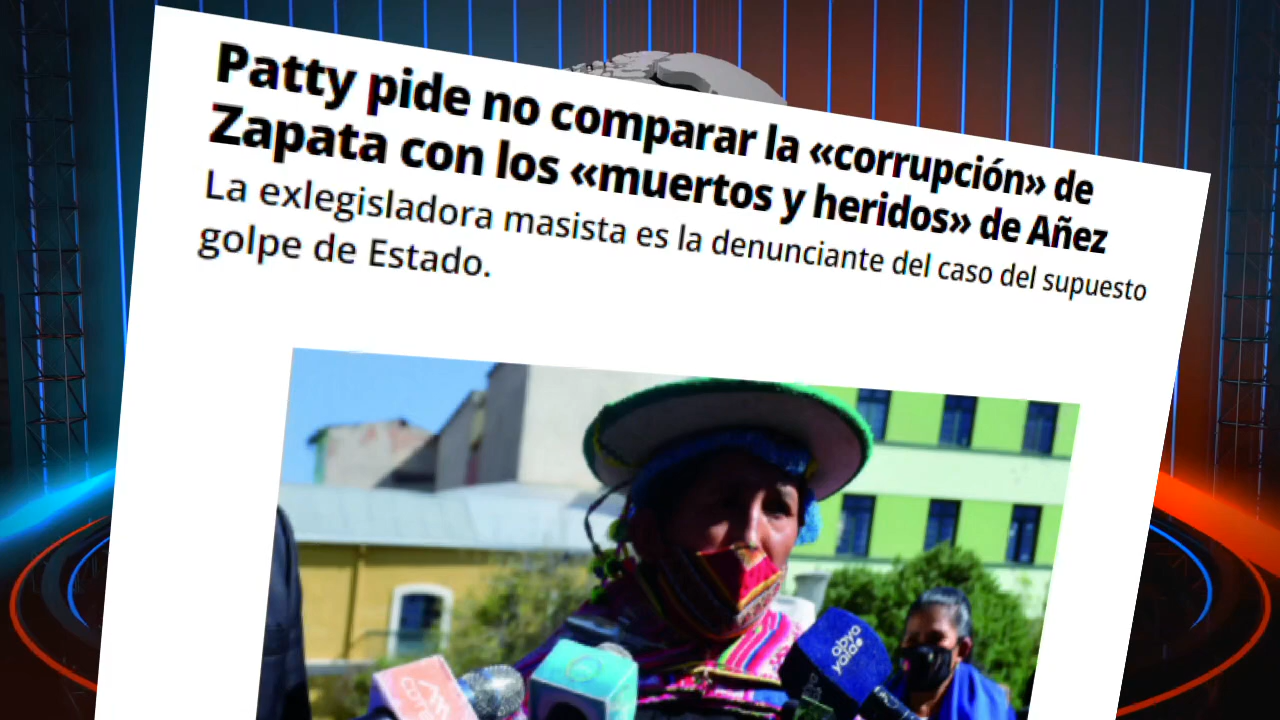 Patty pide no comparar la «corrupción» de
Zapata con los «muertos y heridos» de Añez
La exlegisladora masista es la denunciante del caso del supuesto
golpe de Estado.
abya
yala